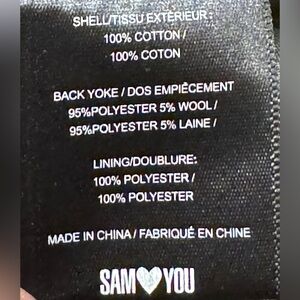 SHELL/TISSU EXTÉRIEUR:
100% COTTON /
100% COTON
BACK YOKE / DOS EMPIÈCEMENT
95%POLYESTER 5% WOOL /
95%POLYESTER 5% LAINE /
LINING/DOUBLURE:
100% POLYESTER /
100% POLYESTER
MADE IN CHINA / FABRIQUÉ EN CHINE
SAM🤍YOU